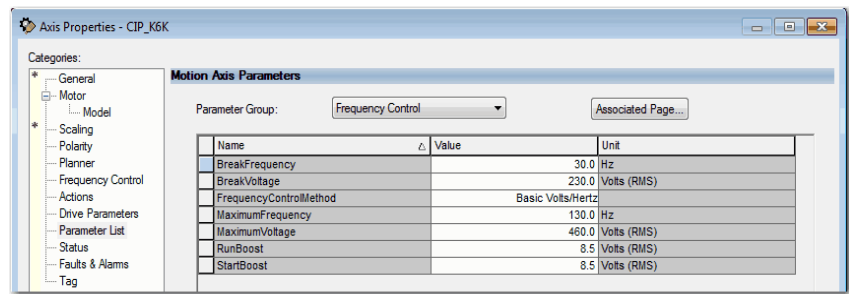 Axis Properties - CIP_K6K
Categories:
* General
Motor
Model
* Scaling
Polarity
Planner
Frequency Control
Actions
Drive Parameters
Parameter List
Status
Faults & Alarms
Tag
Motion Axis Parameters
Parameter Group: Frequency Control Associated Page...
Name Value Unit
BreakFrequency 30.0 Hz
BreakVoltage 230.0 Volts (RMS)
FrequencyControlMethod Basic Volts/Hertz
MaximumFrequency 130.0 Hz
MaximumVoltage 460.0 Volts (RMS)
RunBoost 8.5 Volts (RMS)
StartBoost 8.5 Volts (RMS)